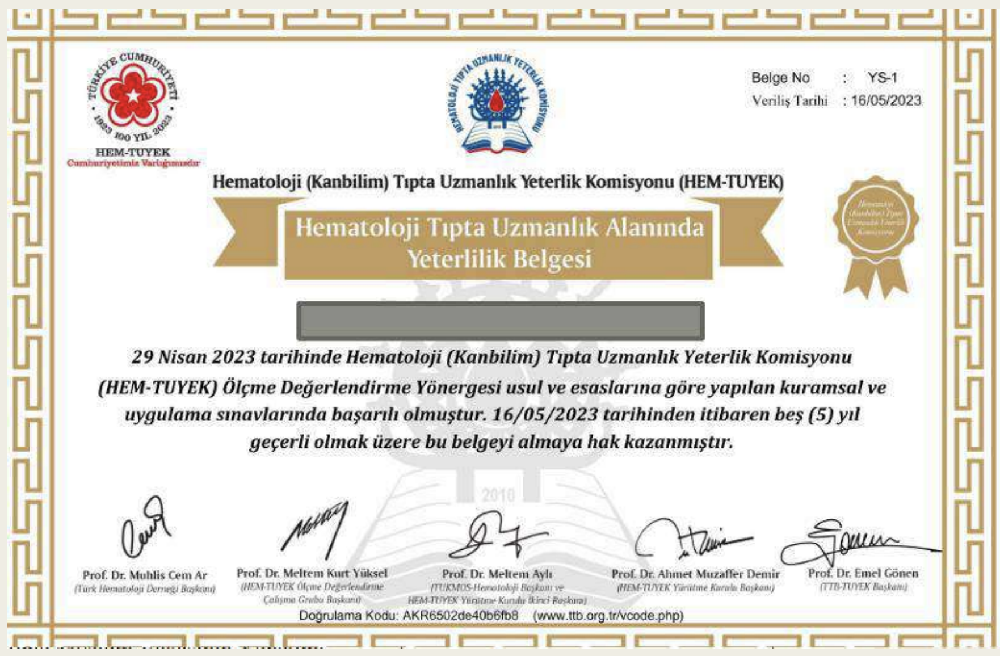 TÜRKİYE CUMHURİYETİ
1923 100 YIL 2023
HEM-TUYEK
Cumhuriyetimiz Varlığımızdır
HEMATOLOJİ TIPTA UZMANLIK YETERLİK KOMİSYONU
Belge No : YS-1
Veriliş Tarihi : 16/05/2023
Hematoloji (Kanbilim) Tıpta Uzmanlık Yeterlik Komisyonu (HEM-TUYEK)
Hematoloji Tıpta Uzmanlık Alanında
Yeterlilik Belgesi
Hematoloji
(Kanbilim) Tıpta
Uzmanlık Yeterlik
Komisyonu
29 Nisan 2023 tarihinde Hematoloji (Kanbilim) Tıpta Uzmanlık Yeterlik Komisyonu
(HEM-TUYEK) Ölçme Değerlendirme Yönergesi usul ve esaslarına göre yapılan kuramsal ve
uygulama sınavlarında başarılı olmuştur. 16/05/2023 tarihinden itibaren beş (5) yıl
geçerli olmak üzere bu belgeyi almaya hak kazanmıştır.
2010
Prof. Dr. Muhlis Cem Ar
(Türk Hematoloji Derneği Başkanı)
Prof. Dr. Meltem Kurt Yüksel
(HEM-TUYEK Ölçme Değerlendirme
Çalışma Grubu Başkanı)
Prof. Dr. Meltem Aylı
(TUKMOS-Hematoloji Başkanı ve
HEM-TUYEK Yürütme Kurulu İkinci Başkanı)
Prof. Dr. Ahmet Muzaffer Demir
(HEM-TUYEK Yürütme Kurulu Başkanı)
Prof. Dr. Emel Gönen
(TTB-TUYEK Başkanı)
Doğrulama Kodu: AKR6502de40b6fb8 (www.ttb.org.tr/vcode.php)